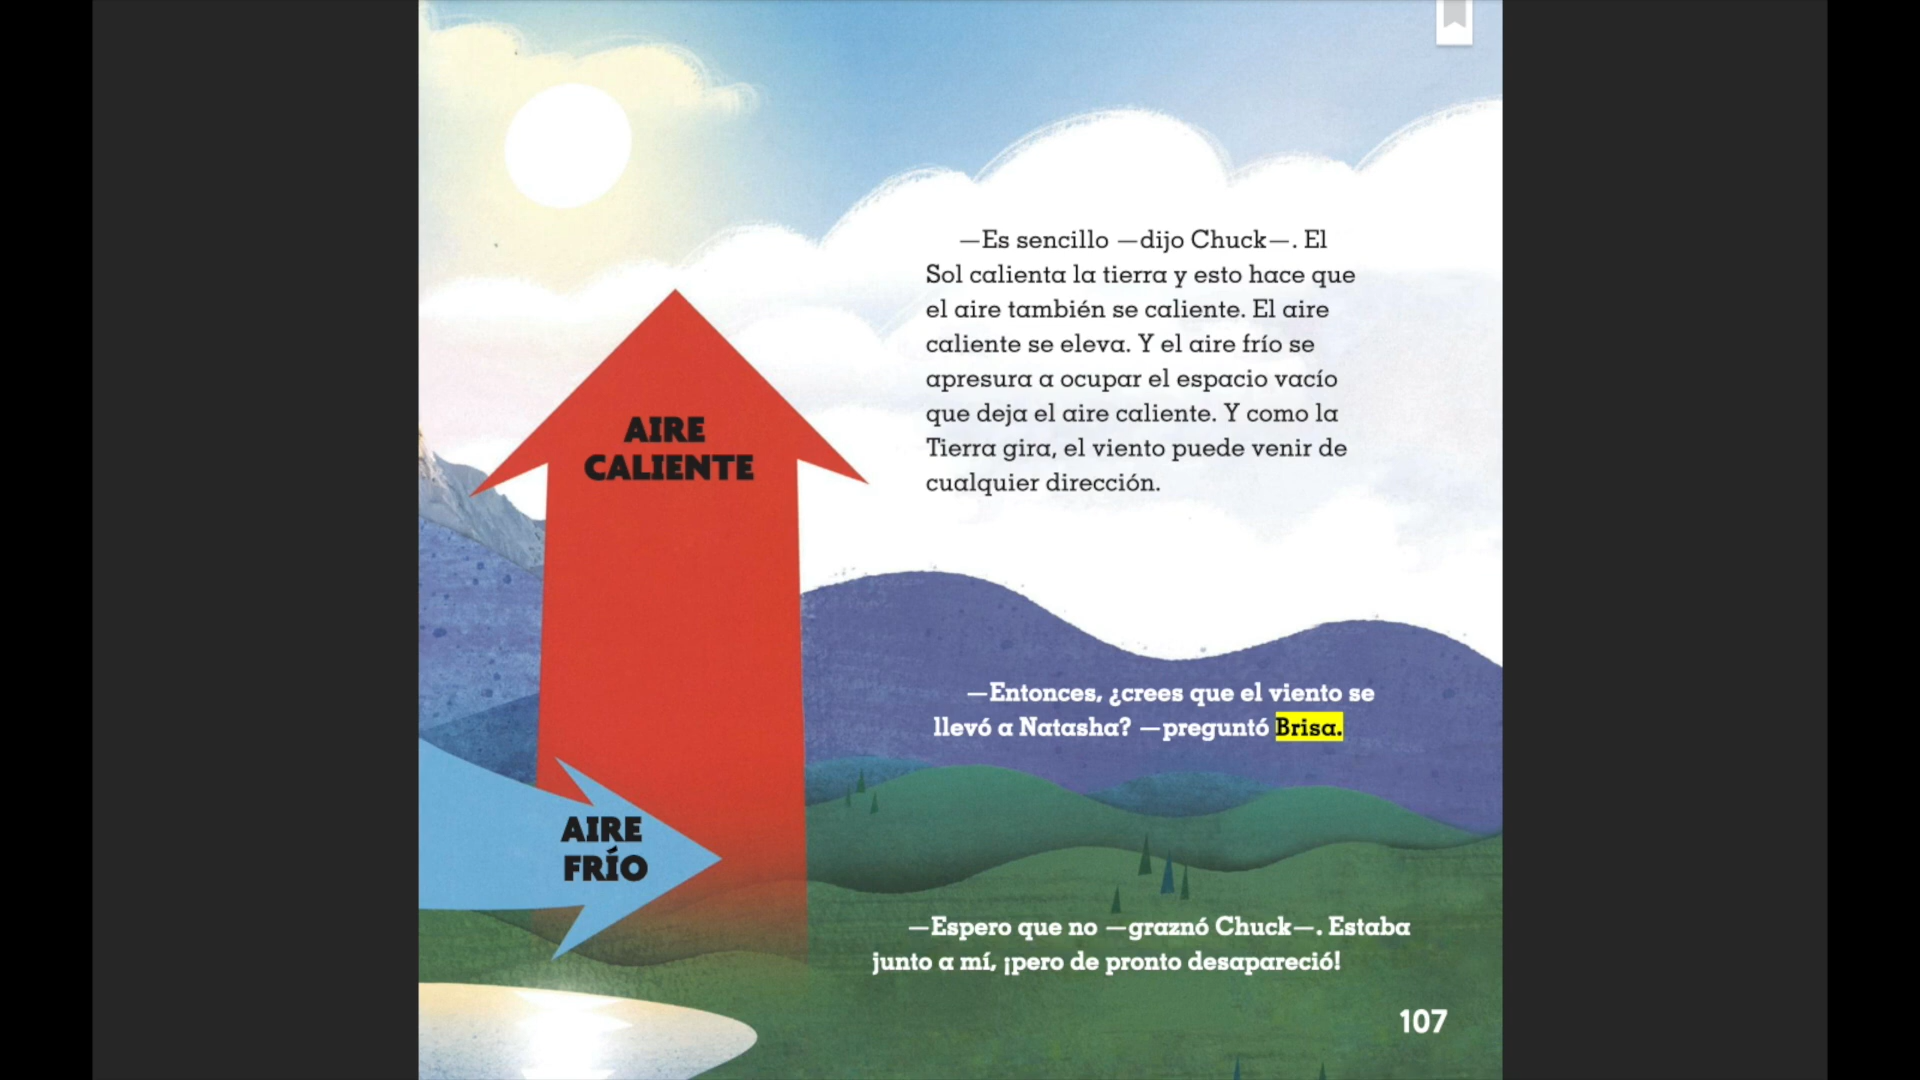 —Es sencillo —dijo Chuck—. El
Sol calienta la tierra y esto hace que
el aire también se caliente. El aire
caliente se eleva. Y el aire frío se
apresura a ocupar el espacio vacío
que deja el aire caliente. Y como la
Tierra gira, el viento puede venir de
cualquier dirección.
AIRE
CALIENTE
—Entonces, ¿crees que el viento se
llevó a Natasha? —preguntó Brisa.
AIRE
FRÍO
—Espero que no —graznó Chuck—. Estaba
junto a mí, ¡pero de pronto desapareció!
107